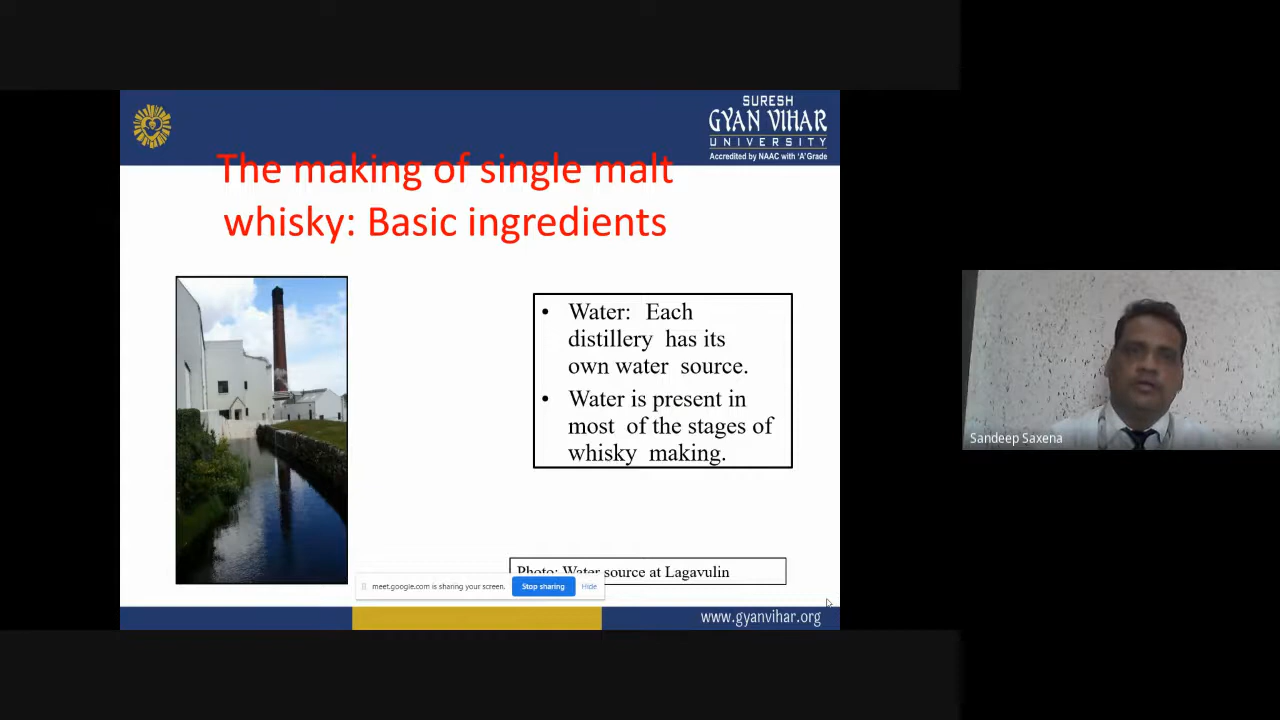 SURESH
GYAN VIHAR
UNIVERSITY
Accredited by NAAC with 'A' Grade
The making of single malt
whisky: Basic ingredients
• Water: Each
distillery has its
own water source.
• Water is present in
most of the stages of
whisky making.
Photo: Water source at Lagavulin
meet.google.com is sharing your screen.
Stop sharing
Hide
www.gyanvihar.org
Sandeep Saxena